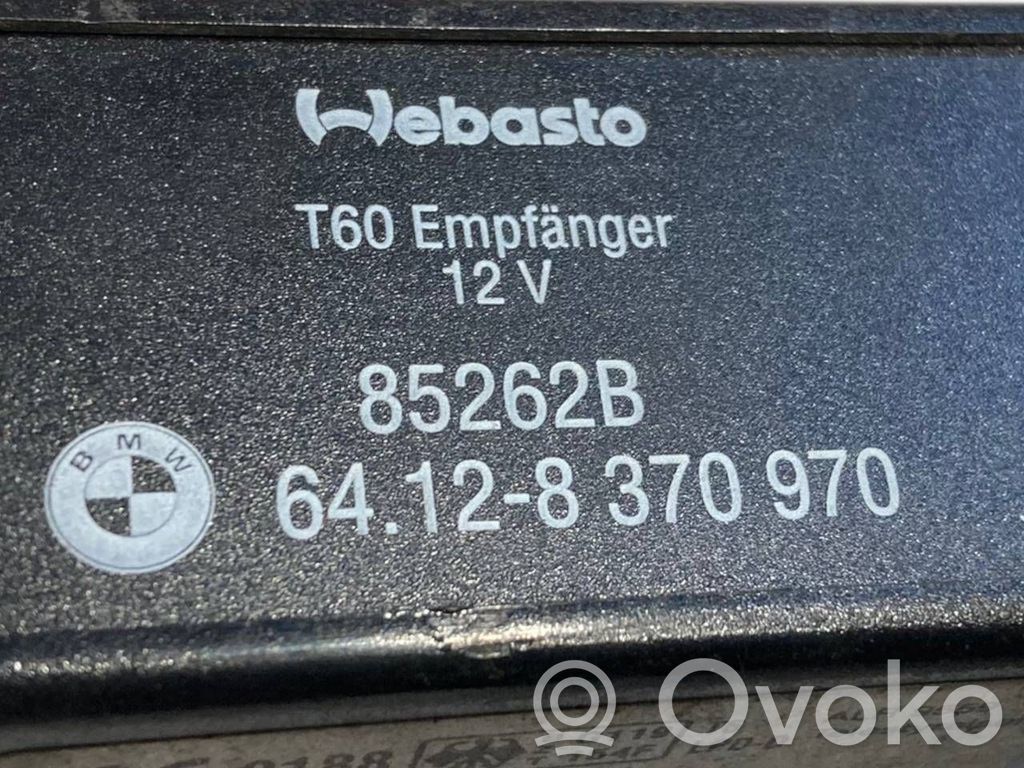 Webasto
T60 Empfänger
12 V
85262B
BMW
64.12-8 370 970
Ovoko